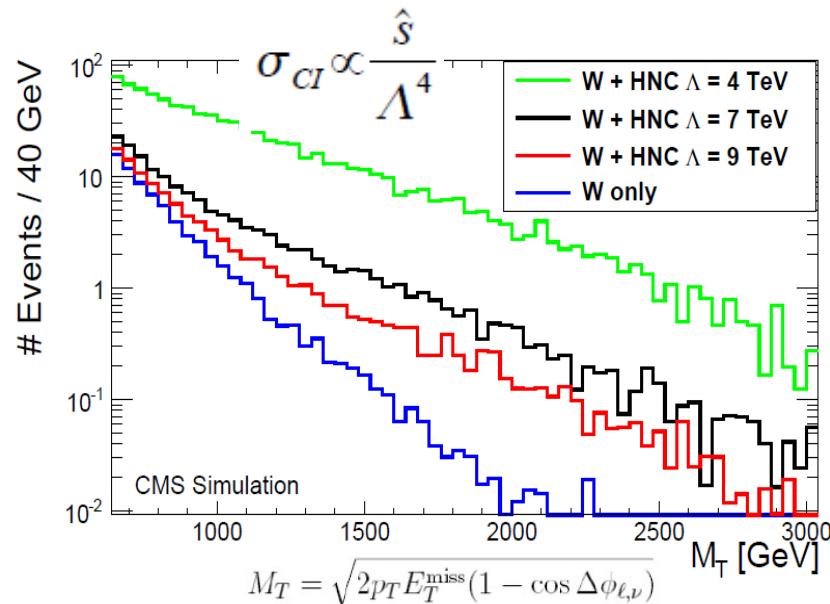 σ_CI ∝ ŝ / Λ^4
W + HNC Λ = 4 TeV
W + HNC Λ = 7 TeV
W + HNC Λ = 9 TeV
W only
# Events / 40 GeV
10^2
10
1
10^-1
10^-2
CMS Simulation
1000 1500 2000 2500 3000
M_T [GeV]
M_T = √(2p_T E_T^miss (1 − cos Δϕ_ℓ,ν))